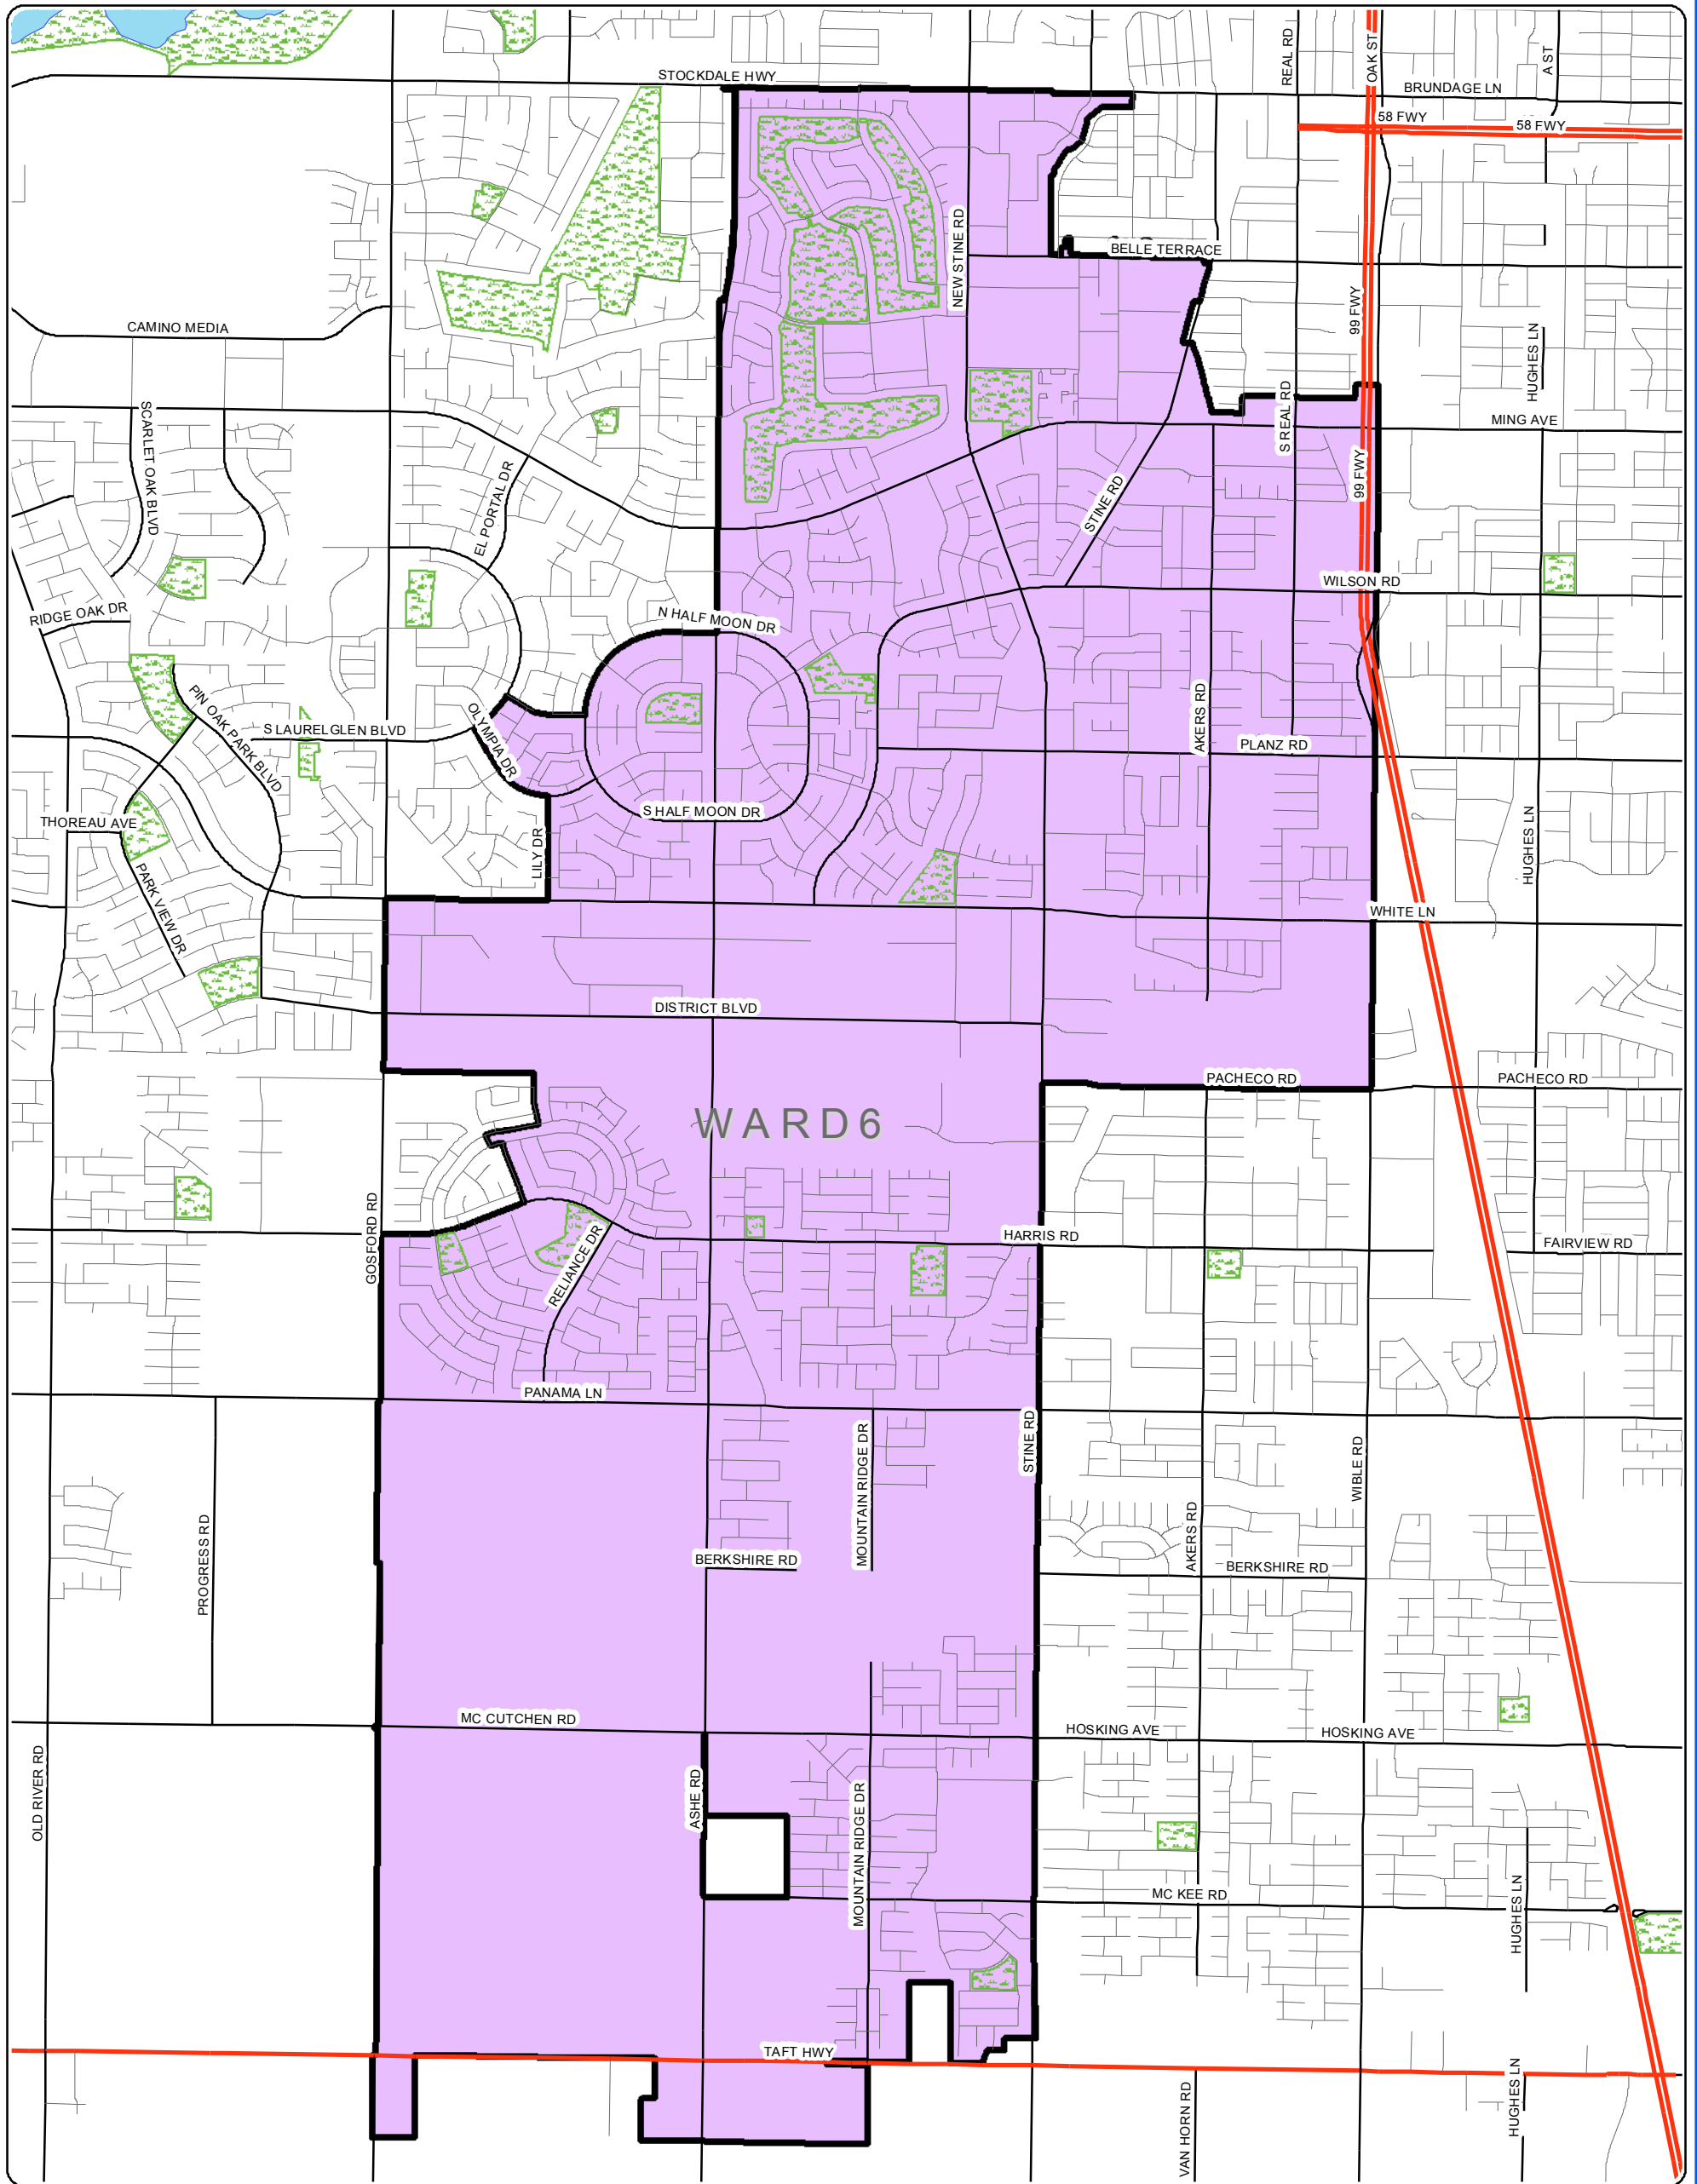 STOCKDALE HWY
REAL RD
OAK ST
A ST
BRUNDAGE LN
58 FWY
58 FWY
NEW STINE RD
BELLE TERRACE
CAMINO MEDIA
99 FWY
HUGHES LN
SCARLET OAK BLVD
S REAL RD
MING AVE
EL PORTAL DR
STINE RD
99 FWY
WILSON RD
RIDGE OAK DR
N HALF MOON DR
PIN OAK PARK BLVD
S LAURELGLEN BLVD
OLYMPIA DR
AKERS RD
PLANZ RD
THOREAU AVE
S HALF MOON DR
LILY DR
HUGHES LN
PARK VIEW DR
WHITE LN
DISTRICT BLVD
PACHECO RD
PACHECO RD
WARD 6
GOSFORD RD
RELIANCE DR
HARRIS RD
FAIRVIEW RD
PANAMA LN
MOUNTAIN RIDGE DR
STINE RD
WIBLE RD
PROGRESS RD
BERKSHIRE RD
AKERS RD
BERKSHIRE RD
MC CUTCHEN RD
HOSKING AVE
HOSKING AVE
OLD RIVER RD
ASHE RD
MOUNTAIN RIDGE DR
MC KEE RD
HUGHES LN
TAFT HWY
VAN HORN RD
HUGHES LN